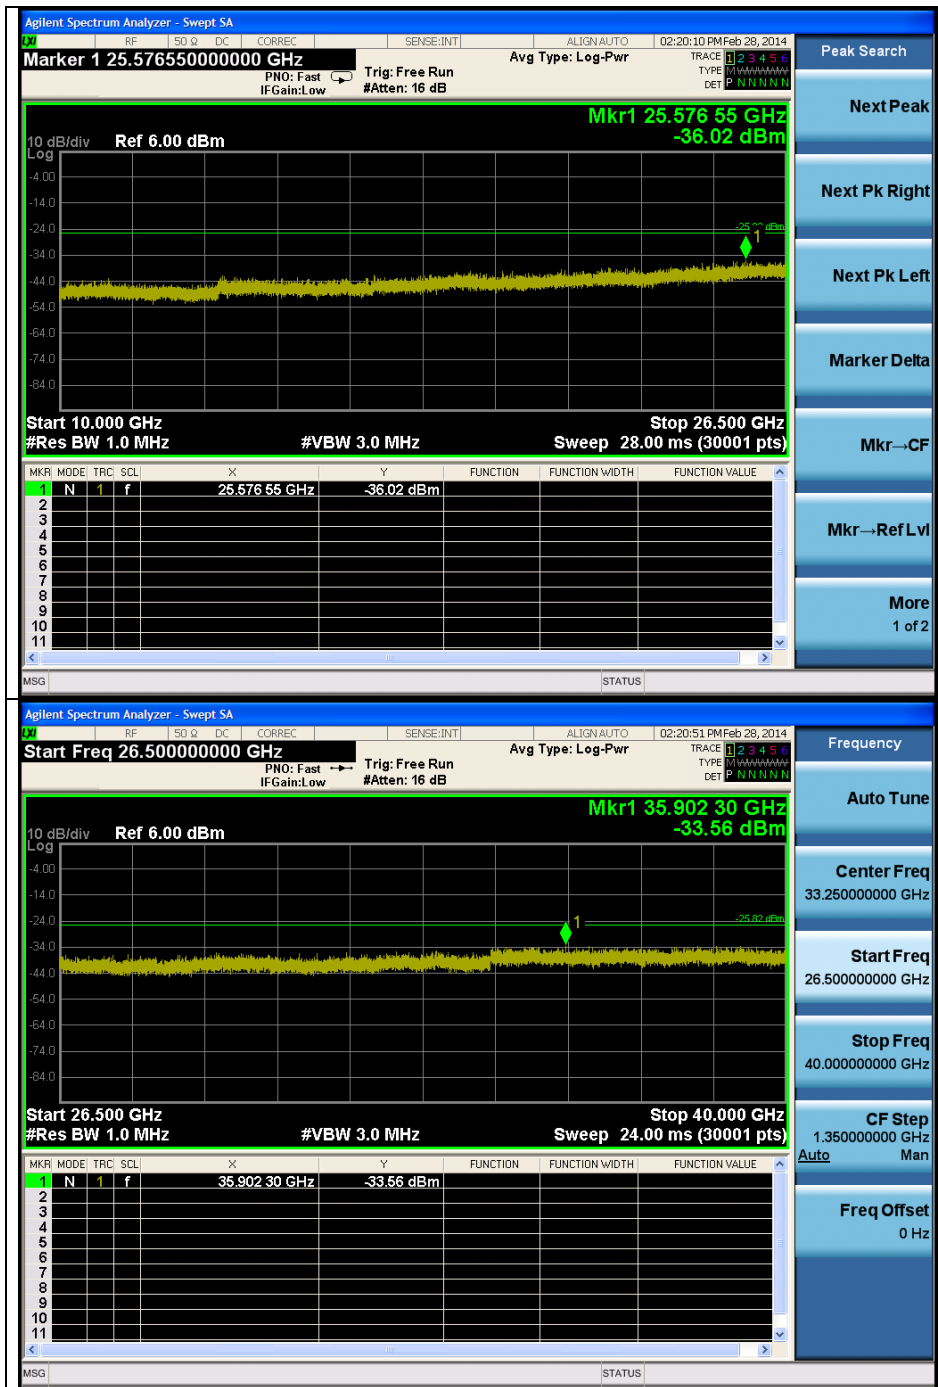 Agilent Spectrum Analyzer - Swept SA
LXI RF 50 Ω DC CORREC SENSE:INT ALIGNAUTO 02:20:10 PM Feb 28, 2014
Marker 1 25.576550000000 GHz
PNO: Fast
IFGain:Low
Trig: Free Run
#Atten: 16 dB
Avg Type: Log-Pwr
TRACE 1 2 3 4 5 6
TYPE M WWWWW
DET P N N N N N
Mkr1 25.576 55 GHz
-36.02 dBm
10 dB/div Ref 6.00 dBm
Log
-4.00
-14.0
-24.0
dBm
1
-34.0
-44.0
-54.0
-64.0
-74.0
-84.0
Start 10.000 GHz Stop 26.500 GHz
#Res BW 1.0 MHz #VBW 3.0 MHz Sweep 28.00 ms (30001 pts)
MKR MODE TRC SCL X Y FUNCTION FUNCTION WIDTH FUNCTION VALUE
1 N 1 f 25.576 55 GHz -36.02 dBm
2
3
4
5
6
7
8
9
10
11
MSG STATUS
Peak Search
Next Peak
Next Pk Right
Next Pk Left
Marker Delta
Mkr→CF
Mkr→Ref Lvl
More
1 of 2
Agilent Spectrum Analyzer - Swept SA
LXI RF 50 Ω DC CORREC SENSE:INT ALIGNAUTO 02:20:51 PM Feb 28, 2014
Start Freq 26.500000000 GHz
PNO: Fast
IFGain:Low
Trig: Free Run
#Atten: 16 dB
Avg Type: Log-Pwr
TRACE 1 2 3 4 5 6
TYPE M WWWWW
DET P N N N N N
Mkr1 35.902 30 GHz
-33.56 dBm
10 dB/div Ref 6.00 dBm
Log
-4.00
-14.0
-24.0
-25.82 dBm
1
-34.0
-44.0
-54.0
-64.0
-74.0
-84.0
Start 26.500 GHz Stop 40.000 GHz
#Res BW 1.0 MHz #VBW 3.0 MHz Sweep 24.00 ms (30001 pts)
MKR MODE TRC SCL X Y FUNCTION FUNCTION WIDTH FUNCTION VALUE
1 N 1 f 35.902 30 GHz -33.56 dBm
2
3
4
5
6
7
8
9
10
11
MSG STATUS
Frequency
Auto Tune
Center Freq
33.250000000 GHz
Start Freq
26.500000000 GHz
Stop Freq
40.000000000 GHz
CF Step
1.350000000 GHz
Auto Man
Freq Offset
0 Hz